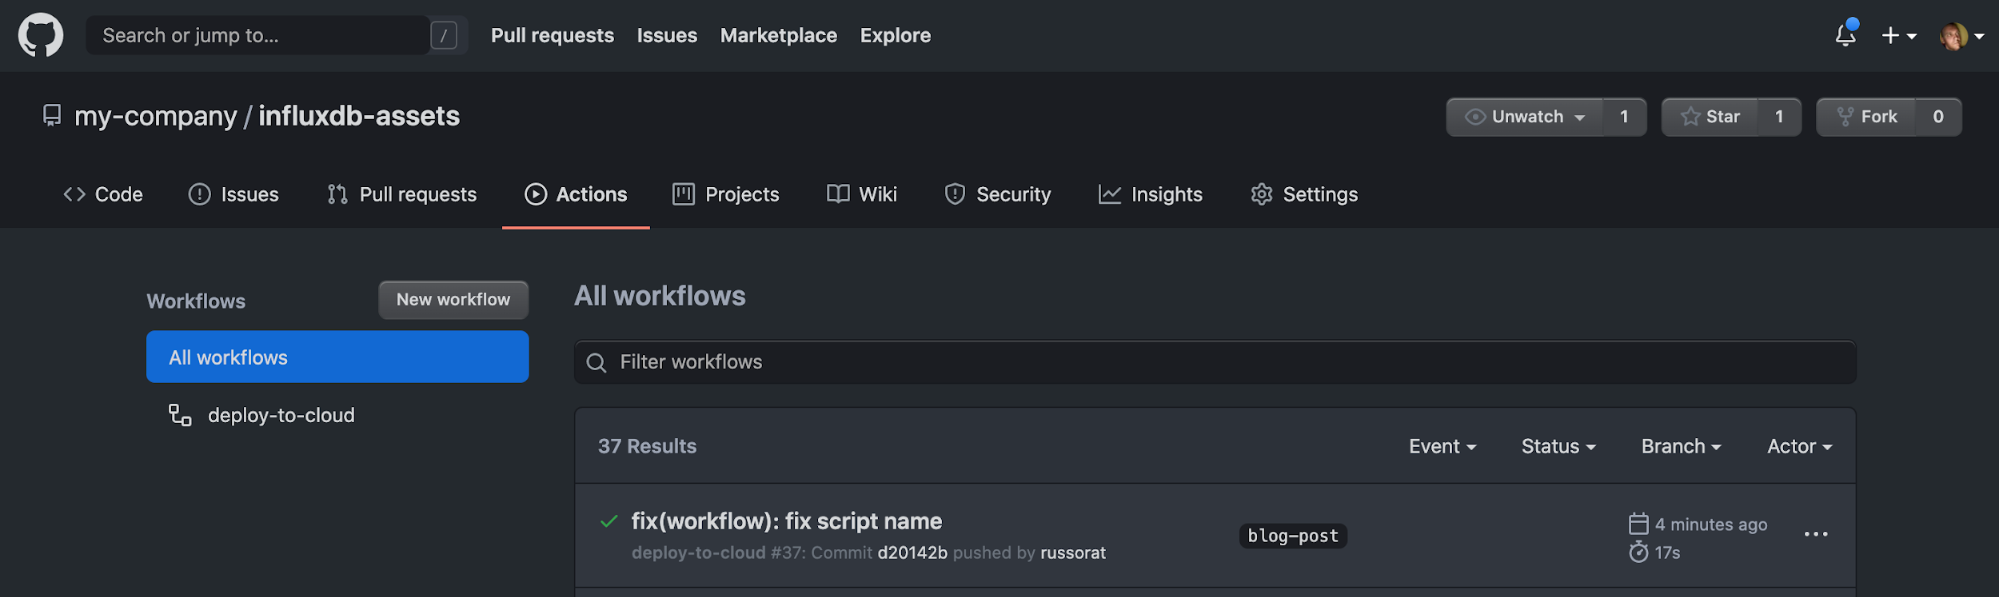 Search or jump to... / Pull requests Issues Marketplace Explore
my-company / influxdb-assets Unwatch 1 Star 1 Fork 0
Code Issues Pull requests Actions Projects Wiki Security Insights Settings
Workflows New workflow All workflows
All workflows Filter workflows
deploy-to-cloud
37 Results Event Status Branch Actor
fix(workflow): fix script name
blog-post 4 minutes ago ...
deploy-to-cloud #37: Commit d20142b pushed by russorat 17s